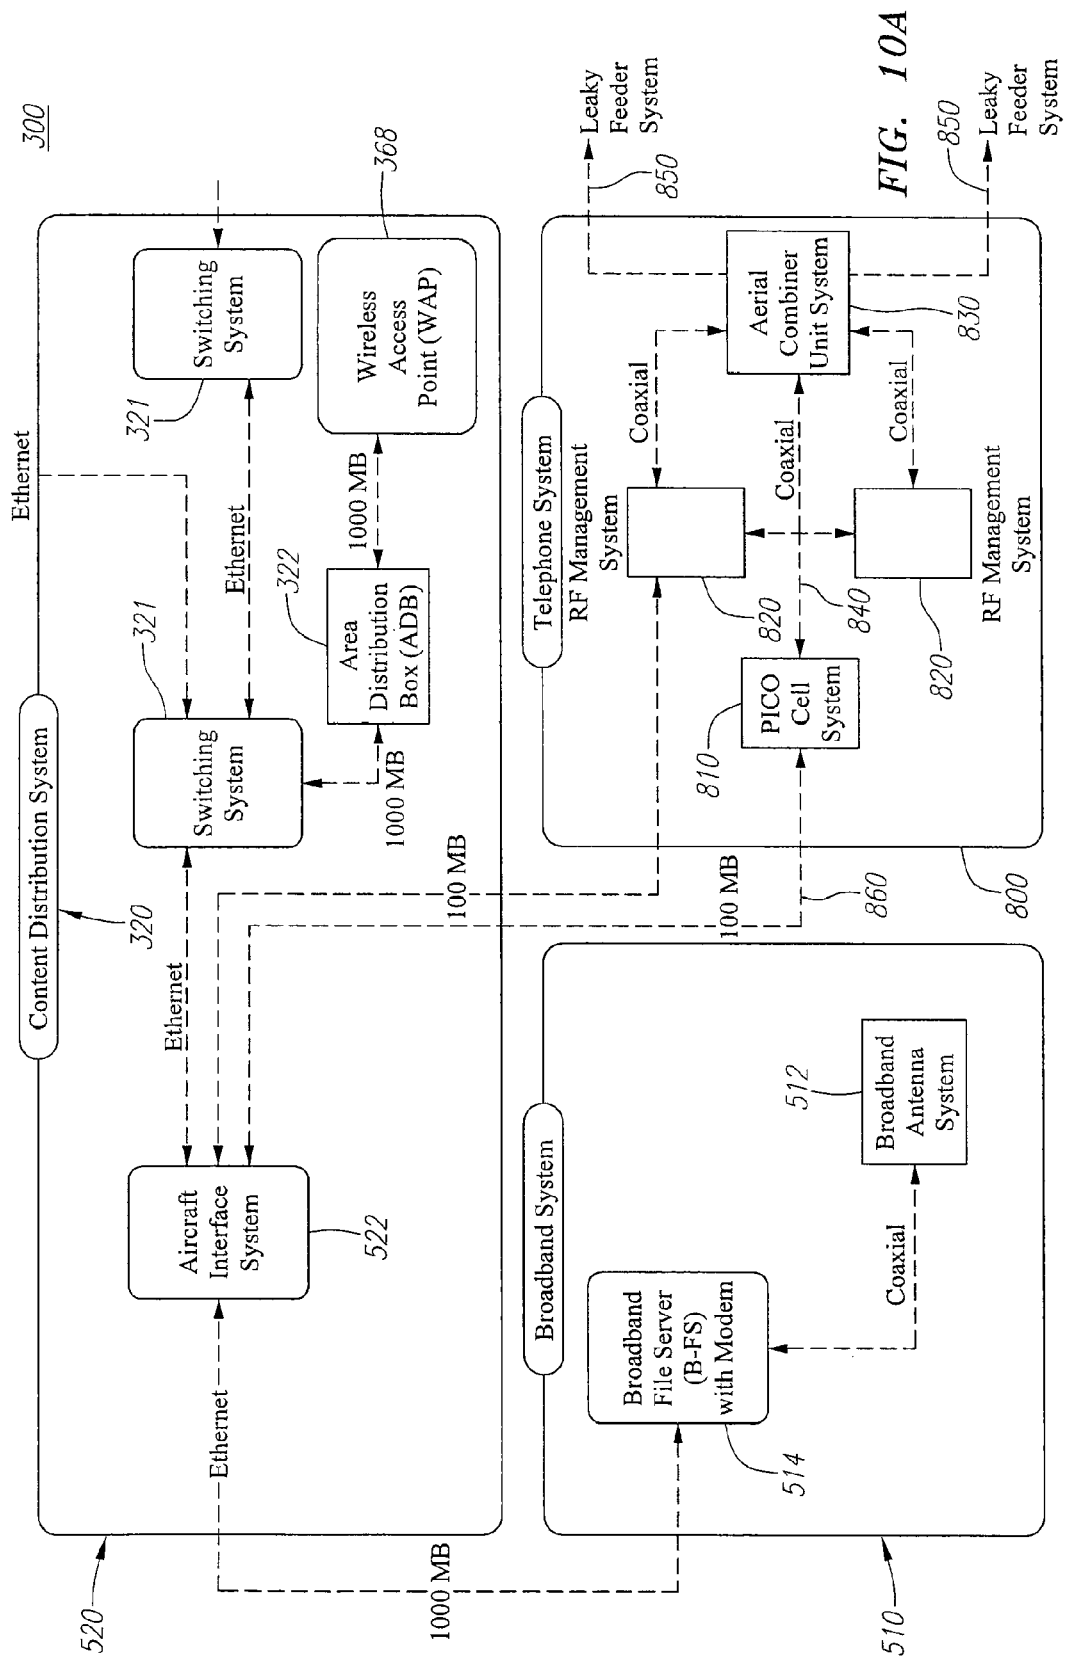 300
Content Distribution System
320
520
Ethernet
Switching
System
321
Switching
System
321
Ethernet
Ethernet
Aircraft
Interface
System
522
Ethernet
1000 MB
Area
Distribution
Box (ADB)
322
1000 MB
1000 MB
Wireless
Access
Point (WAP)
368
100 MB
100 MB
860
Broadband System
510
Broadband
File Server
(B-FS)
with Modem
514
Coaxial
Broadband
Antenna
System
512
Telephone System
800
RF Management
System
820
PICO
Cell
System
810
840
Coaxial
Coaxial
Coaxial
820
RF Management
System
Aerial
Combiner
Unit System
830
Leaky
Feeder
System
850
Leaky
Feeder
System
850
FIG. 10A